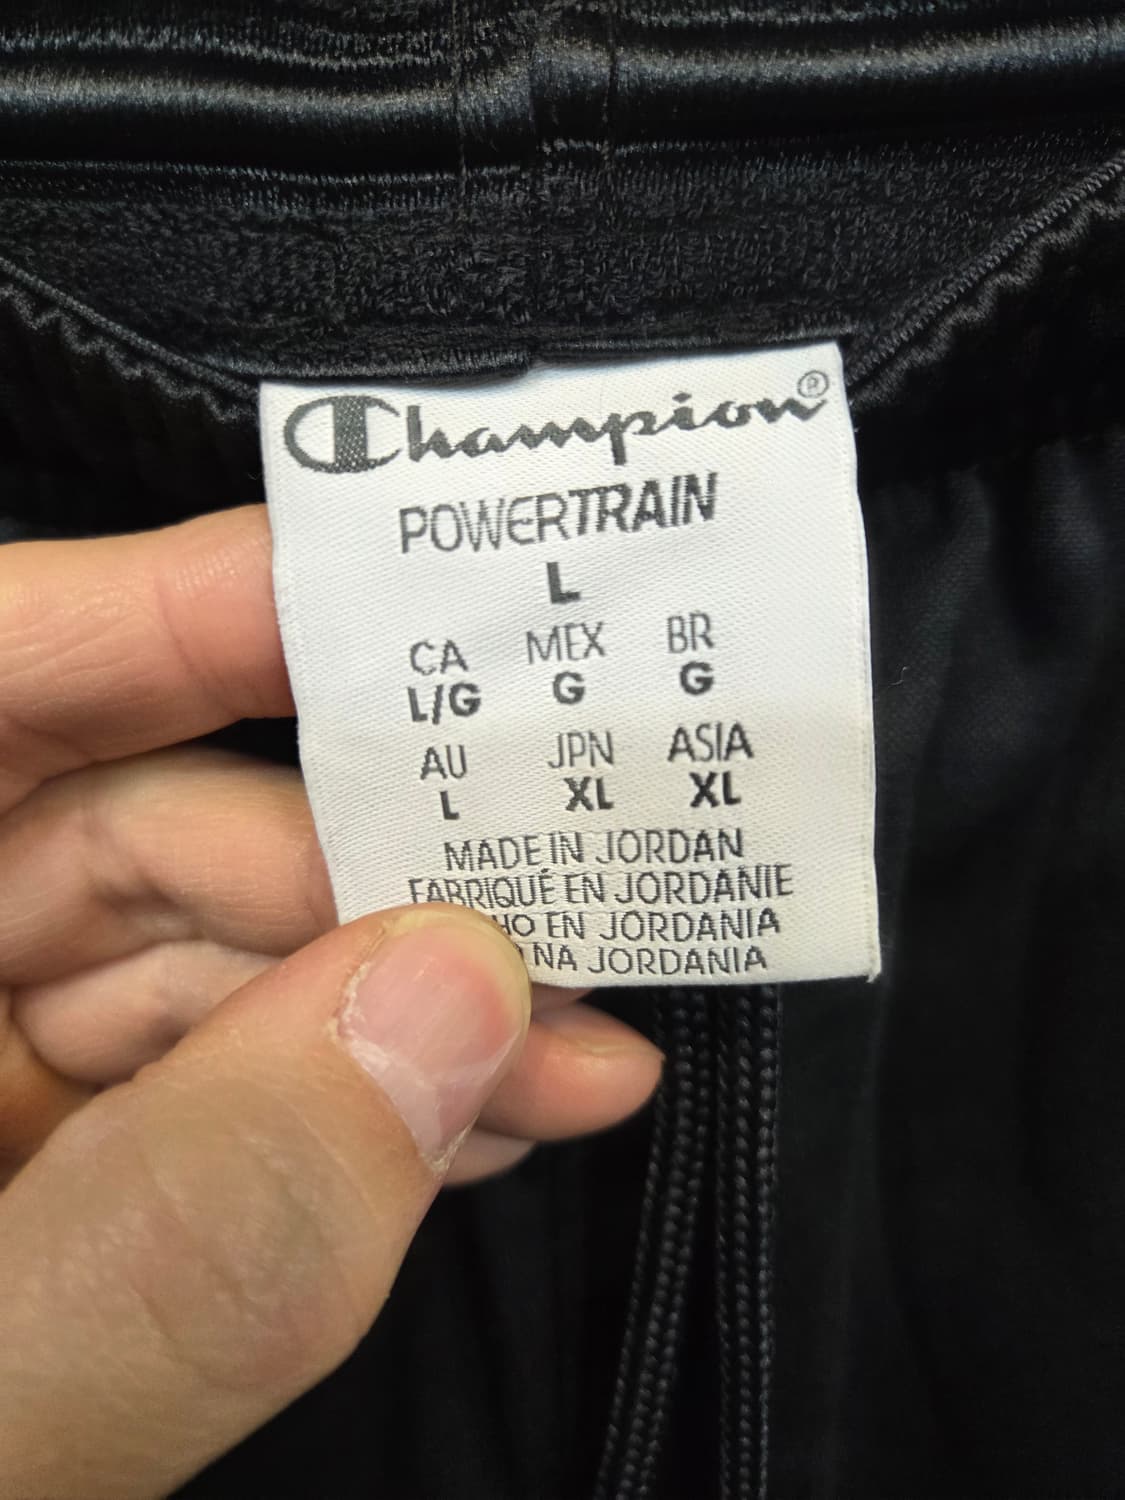 Champion®
POWERTRAIN
L
CA MEX BR
L/G G G
AU JPN ASIA
L XL XL
MADE IN JORDAN
FABRIQUÉ EN JORDANIE
EN JORDANIA
NA JORDANIA